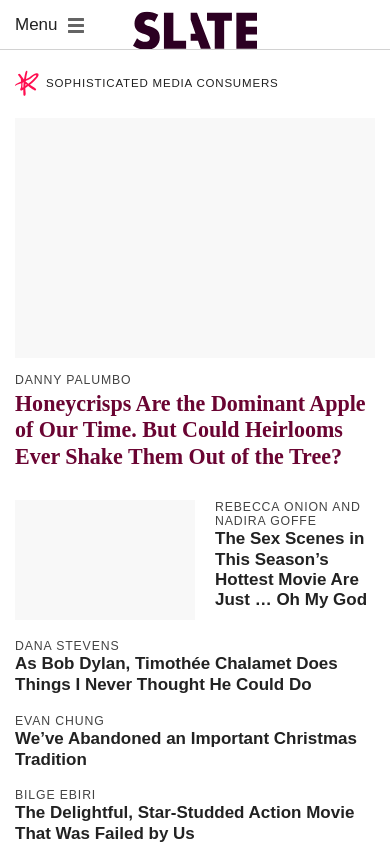 Menu
SLATE
SOPHISTICATED MEDIA CONSUMERS
DANNY PALUMBO
Honeycrisps Are the Dominant Apple
of Our Time. But Could Heirlooms
Ever Shake Them Out of the Tree?
REBECCA ONION AND
NADIRA GOFFE
The Sex Scenes in
This Season’s
Hottest Movie Are
Just … Oh My God
DANA STEVENS
As Bob Dylan, Timothée Chalamet Does
Things I Never Thought He Could Do
EVAN CHUNG
We’ve Abandoned an Important Christmas
Tradition
BILGE EBIRI
The Delightful, Star-Studded Action Movie
That Was Failed by Us